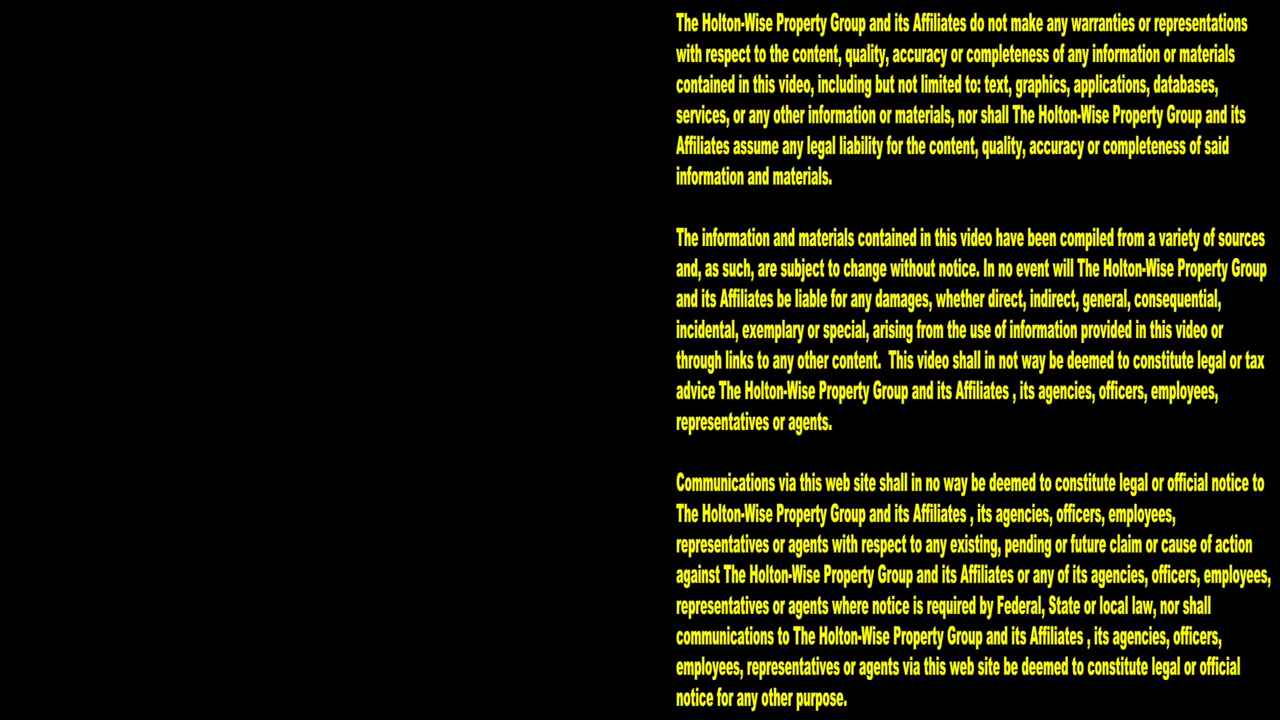 The Holton-Wise Property Group and its Affiliates do not make any warranties or representations
with respect to the content, quality, accuracy or completeness of any information or materials
contained in this video, including but not limited to: text, graphics, applications, databases,
services, or any other information or materials, nor shall The Holton-Wise Property Group and its
Affiliates assume any legal liability for the content, quality, accuracy or completeness of said
information and materials.
The information and materials contained in this video have been compiled from a variety of sources
and, as such, are subject to change without notice. In no event will The Holton-Wise Property Group
and its Affiliates be liable for any damages, whether direct, indirect, general, consequential,
incidental, exemplary or special, arising from the use of information provided in this video or
through links to any other content.  This video shall in not way be deemed to constitute legal or tax
advice The Holton-Wise Property Group and its Affiliates , its agencies, officers, employees,
representatives or agents.
Communications via this web site shall in no way be deemed to constitute legal or official notice to
The Holton-Wise Property Group and its Affiliates , its agencies, officers, employees,
representatives or agents with respect to any existing, pending or future claim or cause of action
against The Holton-Wise Property Group and its Affiliates or any of its agencies, officers, employees,
representatives or agents where notice is required by Federal, State or local law, nor shall
communications to The Holton-Wise Property Group and its Affiliates , its agencies, officers,
employees, representatives or agents via this web site be deemed to constitute legal or official
notice for any other purpose.